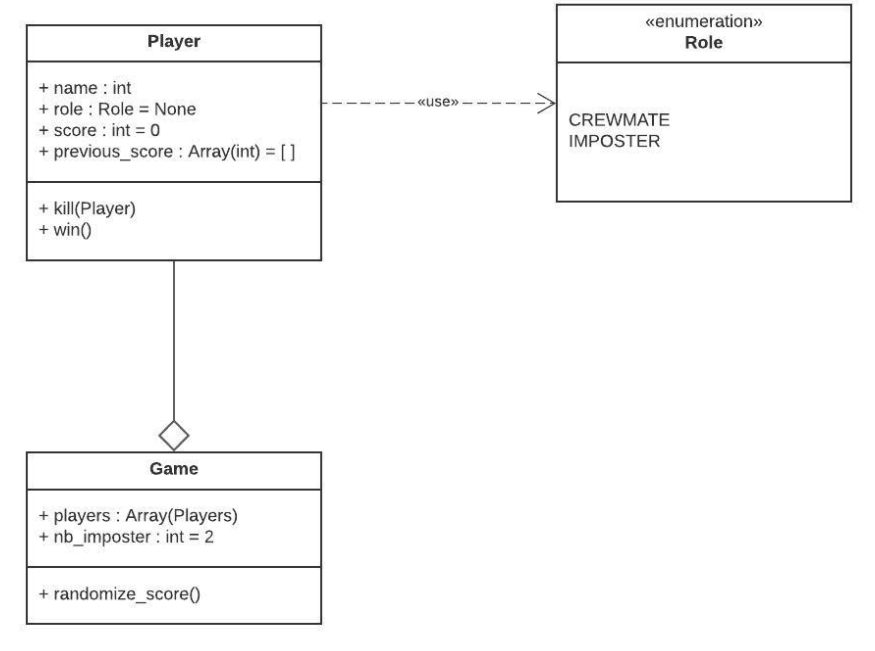 Player
+ name : int
+ role : Role = None
+ score : int = 0
+ previous_score : Array(int) = [ ]
+ kill(Player)
+ win()
«use»
«enumeration»
Role
CREWMATE
IMPOSTER
Game
+ players : Array(Players)
+ nb_imposter : int = 2
+ randomize_score()